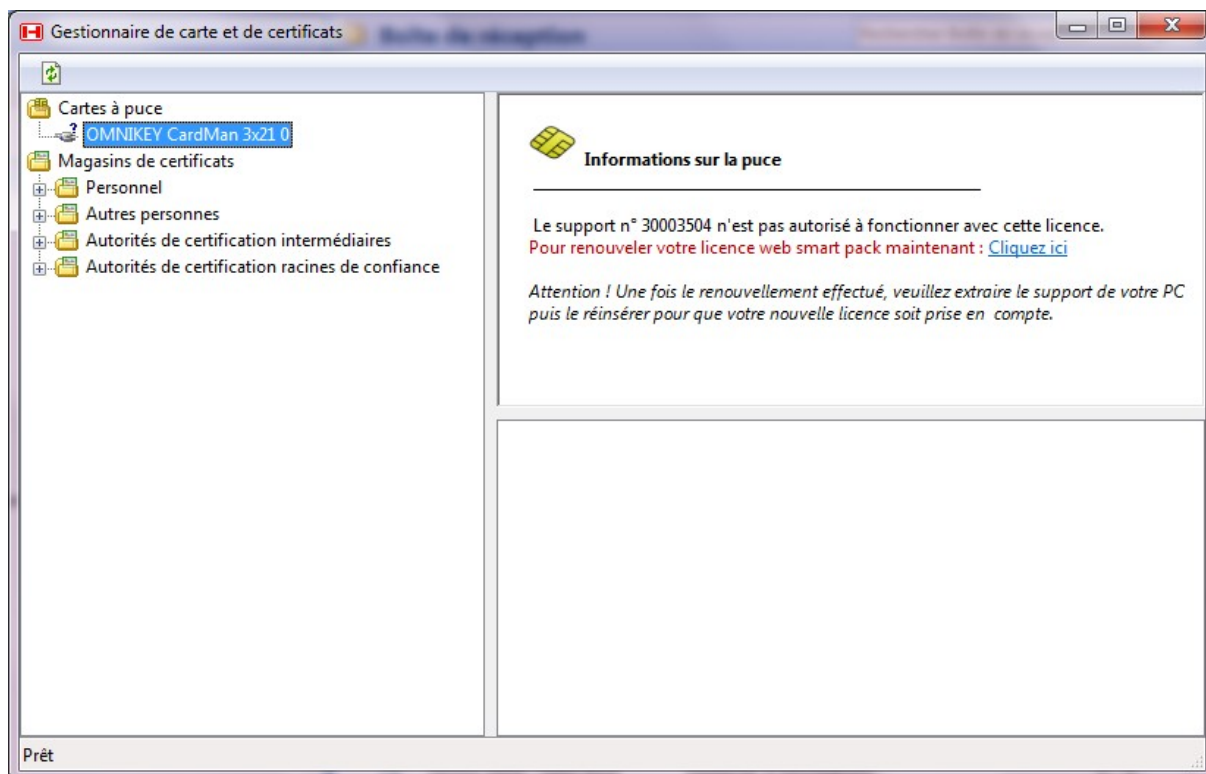 Gestionnaire de carte et de certificats
Cartes à puce
OMNIKEY CardMan 3x21 0
Magasins de certificats
Personnel
Autres personnes
Autorités de certification intermédiaires
Autorités de certification racines de confiance
Informations sur la puce
Le support n° 30003504 n'est pas autorisé à fonctionner avec cette licence.
Pour renouveler votre licence web smart pack maintenant : Cliquez ici
Attention ! Une fois le renouvellement effectué, veuillez extraire le support de votre PC
puis le réinsérer pour que votre nouvelle licence soit prise en compte.
Prêt